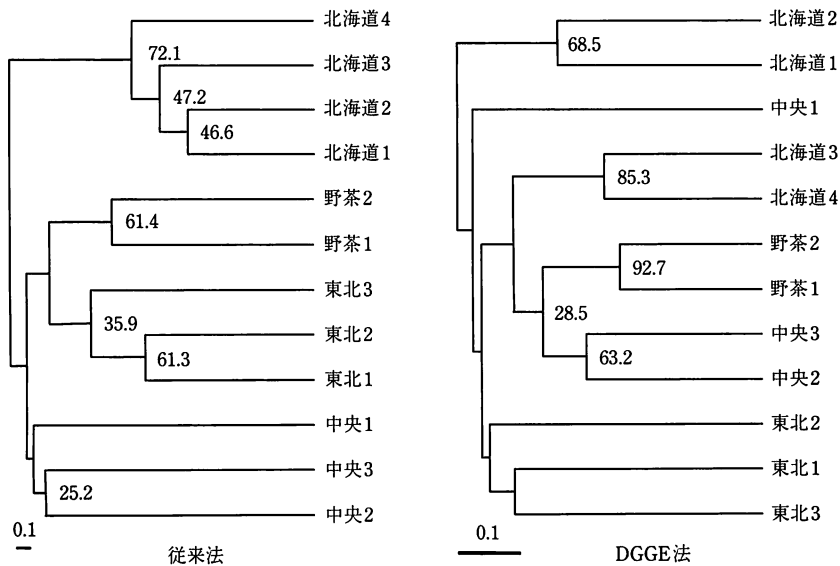 北海道4
72.1
北海道3
47.2
北海道2
46.6
北海道1
野茶2
61.4
野茶1
東北3
35.9
東北2
61.3
東北1
中央1
中央3
25.2
中央2
0.1
従来法
北海道2
68.5
北海道1
中央1
北海道3
85.3
北海道4
野茶2
92.7
野茶1
28.5
中央3
63.2
中央2
東北2
東北1
東北3
0.1
DGGE法